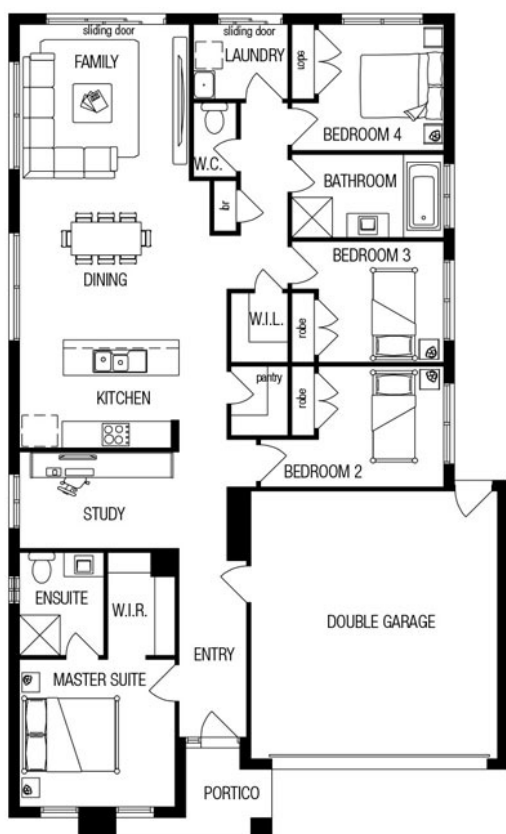 sliding door
FAMILY
sliding door
LAUNDRY
robe
BEDROOM 4
W.C.
BATHROOM
br
DINING
BEDROOM 3
W.I.L.
robe
KITCHEN
pantry
robe
BEDROOM 2
STUDY
ENSUITE
W.I.R.
DOUBLE GARAGE
ENTRY
MASTER SUITE
PORTICO